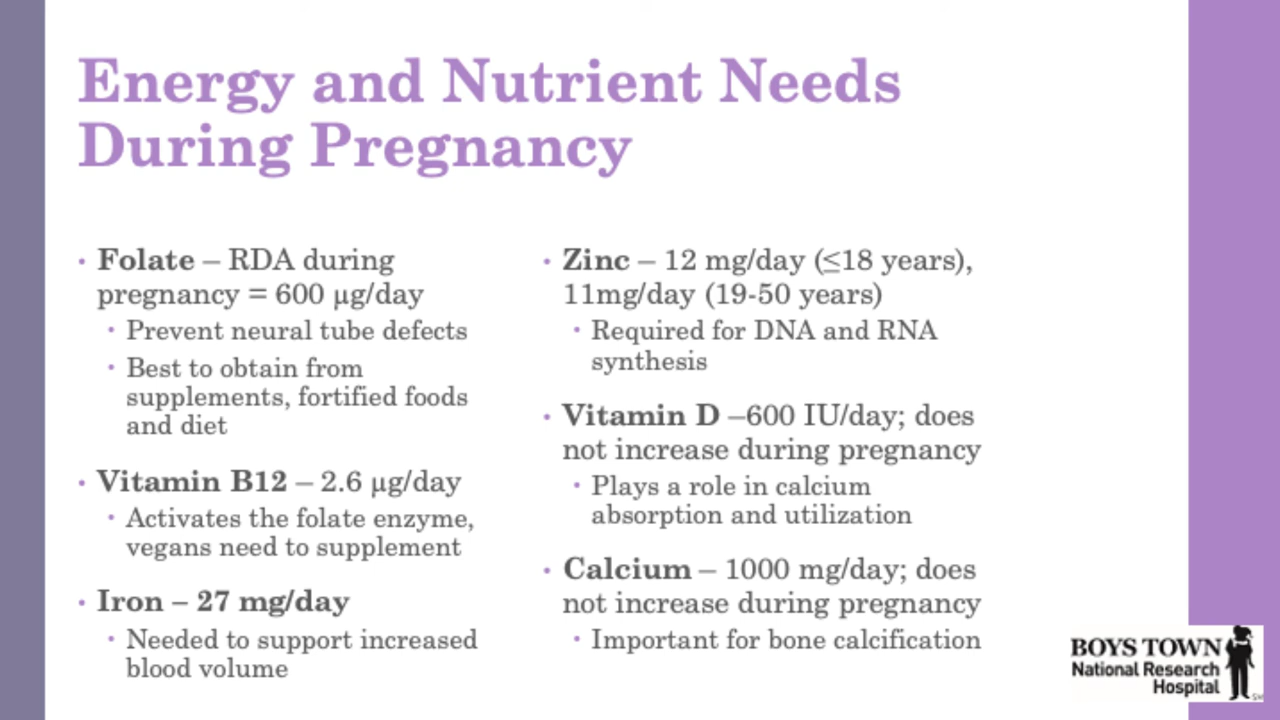 Energy and Nutrient Needs
During Pregnancy
• Folate – RDA during
pregnancy = 600 µg/day
• Prevent neural tube defects
• Best to obtain from
supplements, fortified foods
and diet
• Vitamin B12 – 2.6 µg/day
• Activates the folate enzyme,
vegans need to supplement
• Iron – 27 mg/day
• Needed to support increased
blood volume
• Zinc – 12 mg/day (≤18 years),
11mg/day (19-50 years)
• Required for DNA and RNA
synthesis
• Vitamin D –600 IU/day; does
not increase during pregnancy
• Plays a role in calcium
absorption and utilization
• Calcium – 1000 mg/day; does
not increase during pregnancy
• Important for bone calcification
BOYS TOWN
National Research
Hospital